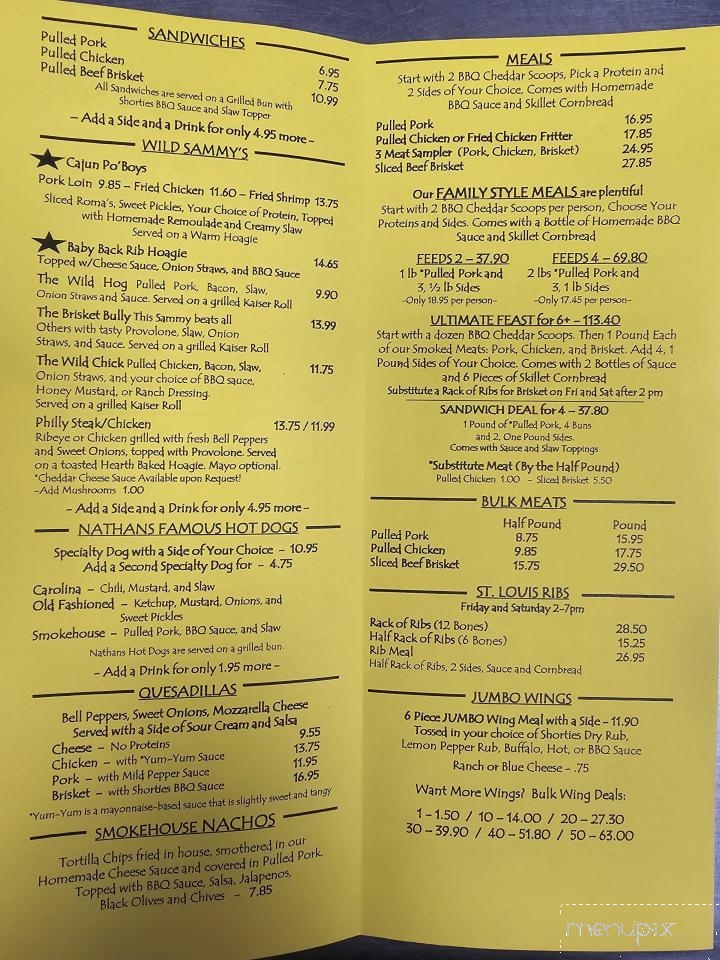 SANDWICHES
Pulled Pork 6.95
Pulled Chicken 7.75
Pulled Beef Brisket 10.99
All Sandwiches are served on a Grilled Bun with
Shorties BBQ Sauce and Slaw Topper
– Add a Side and a Drink for only 4.95 more –
WILD SAMMY'S
Cajun Po'Boys
Pork Loin 9.85 – Fried Chicken 11.60 – Fried Shrimp 13.75
Sliced Roma's, Sweet Pickles, Your Choice of Protein, Topped
with Homemade Remoulade and Creamy Slaw
Served on a Warm Hoagie
Baby Back Rib Hoagie 14.65
Topped w/Cheese Sauce, Onion Straws, and BBQ Sauce
The Wild Hog Pulled Pork, Bacon, Slaw, 9.90
Onion Straws and Sauce. Served on a grilled Kaiser Roll
The Brisket Bully This Sammy beats all 13.99
Others with tasty Provolone, Slaw, Onion
Straws, and Sauce. Served on a grilled Kaiser Roll
The Wild Chick Pulled Chicken, Bacon, Slaw, 11.75
Onion Straws, and your choice of BBQ sauce,
Honey Mustard, or Ranch Dressing.
Served on a grilled Kaiser Roll
Philly Steak/Chicken 13.75 / 11.99
Ribeye or Chicken grilled with fresh Bell Peppers
and Sweet Onions, topped with Provolone. Served
on a toasted Hearth Baked Hoagie. Mayo optional.
*Cheddar Cheese Sauce Available upon Request!
–Add Mushrooms 1.00
– Add a Side and a Drink for only 4.95 more –
NATHANS FAMOUS HOT DOGS
Specialty Dog with a Side of Your Choice – 10.95
Add a Second Specialty Dog for – 4.75
Carolina – Chili, Mustard, and Slaw
Old Fashioned – Ketchup, Mustard, Onions, and
Sweet Pickles
Smokehouse – Pulled Pork, BBQ Sauce, and Slaw
Nathans Hot Dogs are served on a grilled bun.
– Add a Drink for only 1.95 more –
QUESADILLAS
Bell Peppers, Sweet Onions, Mozzarella Cheese
Served with a Side of Sour Cream and Salsa
Cheese – No Proteins 9.55
Chicken – with *Yum-Yum Sauce 13.75
Pork – with Mild Pepper Sauce 11.95
Brisket – with Shorties BBQ Sauce 16.95
*Yum-Yum is a mayonnaise-based sauce that is slightly sweet and tangy
SMOKEHOUSE NACHOS
Tortilla Chips fried in house, smothered in our
Homemade Cheese Sauce and covered in Pulled Pork.
Topped with BBQ Sauce, Salsa, Jalapenos,
Black Olives and Chives – 7.85
MEALS
Start with 2 BBQ Cheddar Scoops, Pick a Protein and
2 Sides of Your Choice, Comes with Homemade
BBQ Sauce and Skillet Cornbread
Pulled Pork 16.95
Pulled Chicken or Fried Chicken Fritter 17.85
3 Meat Sampler (Pork, Chicken, Brisket) 24.95
Sliced Beef Brisket 27.85
Our FAMILY STYLE MEALS are plentiful
Start with 2 BBQ Cheddar Scoops per person, Choose Your
Proteins and Sides. Comes with a Bottle of Homemade BBQ
Sauce and Skillet Cornbread
FEEDS 2 – 37.90 FEEDS 4 – 69.80
1 lb *Pulled Pork and 2 lbs *Pulled Pork and
3, ½ lb Sides 3, 1 lb Sides
–Only 18.95 per person– –Only 17.45 per person–
ULTIMATE FEAST for 6+ – 113.40
Start with a dozen BBQ Cheddar Scoops. Then 1 Pound Each
of our Smoked Meats: Pork, Chicken, and Brisket. Add 4, 1
Pound Sides of Your Choice. Comes with 2 Bottles of Sauce
and 6 Pieces of Skillet Cornbread
Substitute a Rack of Ribs for Brisket on Fri and Sat after 2 pm
SANDWICH DEAL for 4 – 37.80
1 Pound of *Pulled Pork, 4 Buns
and 2, One Pound Sides.
Comes with Sauce and Slaw Toppings
*Substitute Meat (By the Half Pound)
Pulled Chicken 1.00 – Sliced Brisket 5.50
BULK MEATS
Half Pound Pound
Pulled Pork 8.75 15.95
Pulled Chicken 9.85 17.75
Sliced Beef Brisket 15.75 29.50
ST. LOUIS RIBS
Friday and Saturday 2-7pm
Rack of Ribs (12 Bones) 28.50
Half Rack of Ribs (6 Bones) 15.25
Rib Meal 26.95
Half Rack of Ribs, 2 Sides, Sauce and Cornbread
JUMBO WINGS
6 Piece JUMBO Wing Meal with a Side – 11.90
Tossed in your choice of Shorties Dry Rub,
Lemon Pepper Rub, Buffalo, Hot, or BBQ Sauce
Ranch or Blue Cheese – .75
Want More Wings? Bulk Wing Deals:
1 – 1.50 / 10 – 14.00 / 20 – 27.30
30 – 39.90 / 40 – 51.80 / 50 – 63.00
menupix